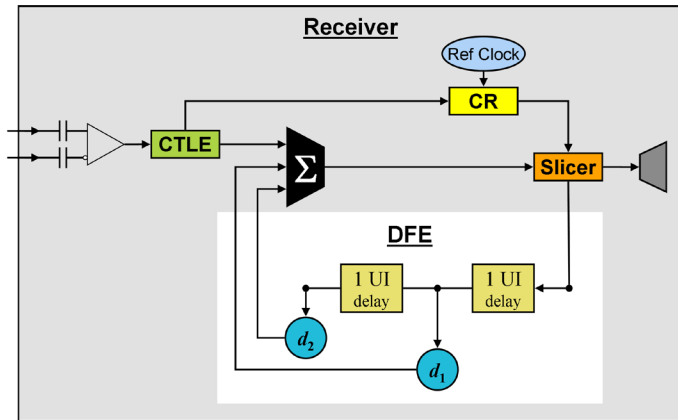 Receiver
Ref Clock
CR
CTLE
Σ
Slicer
DFE
1 UI
delay
1 UI
delay
d2
d1